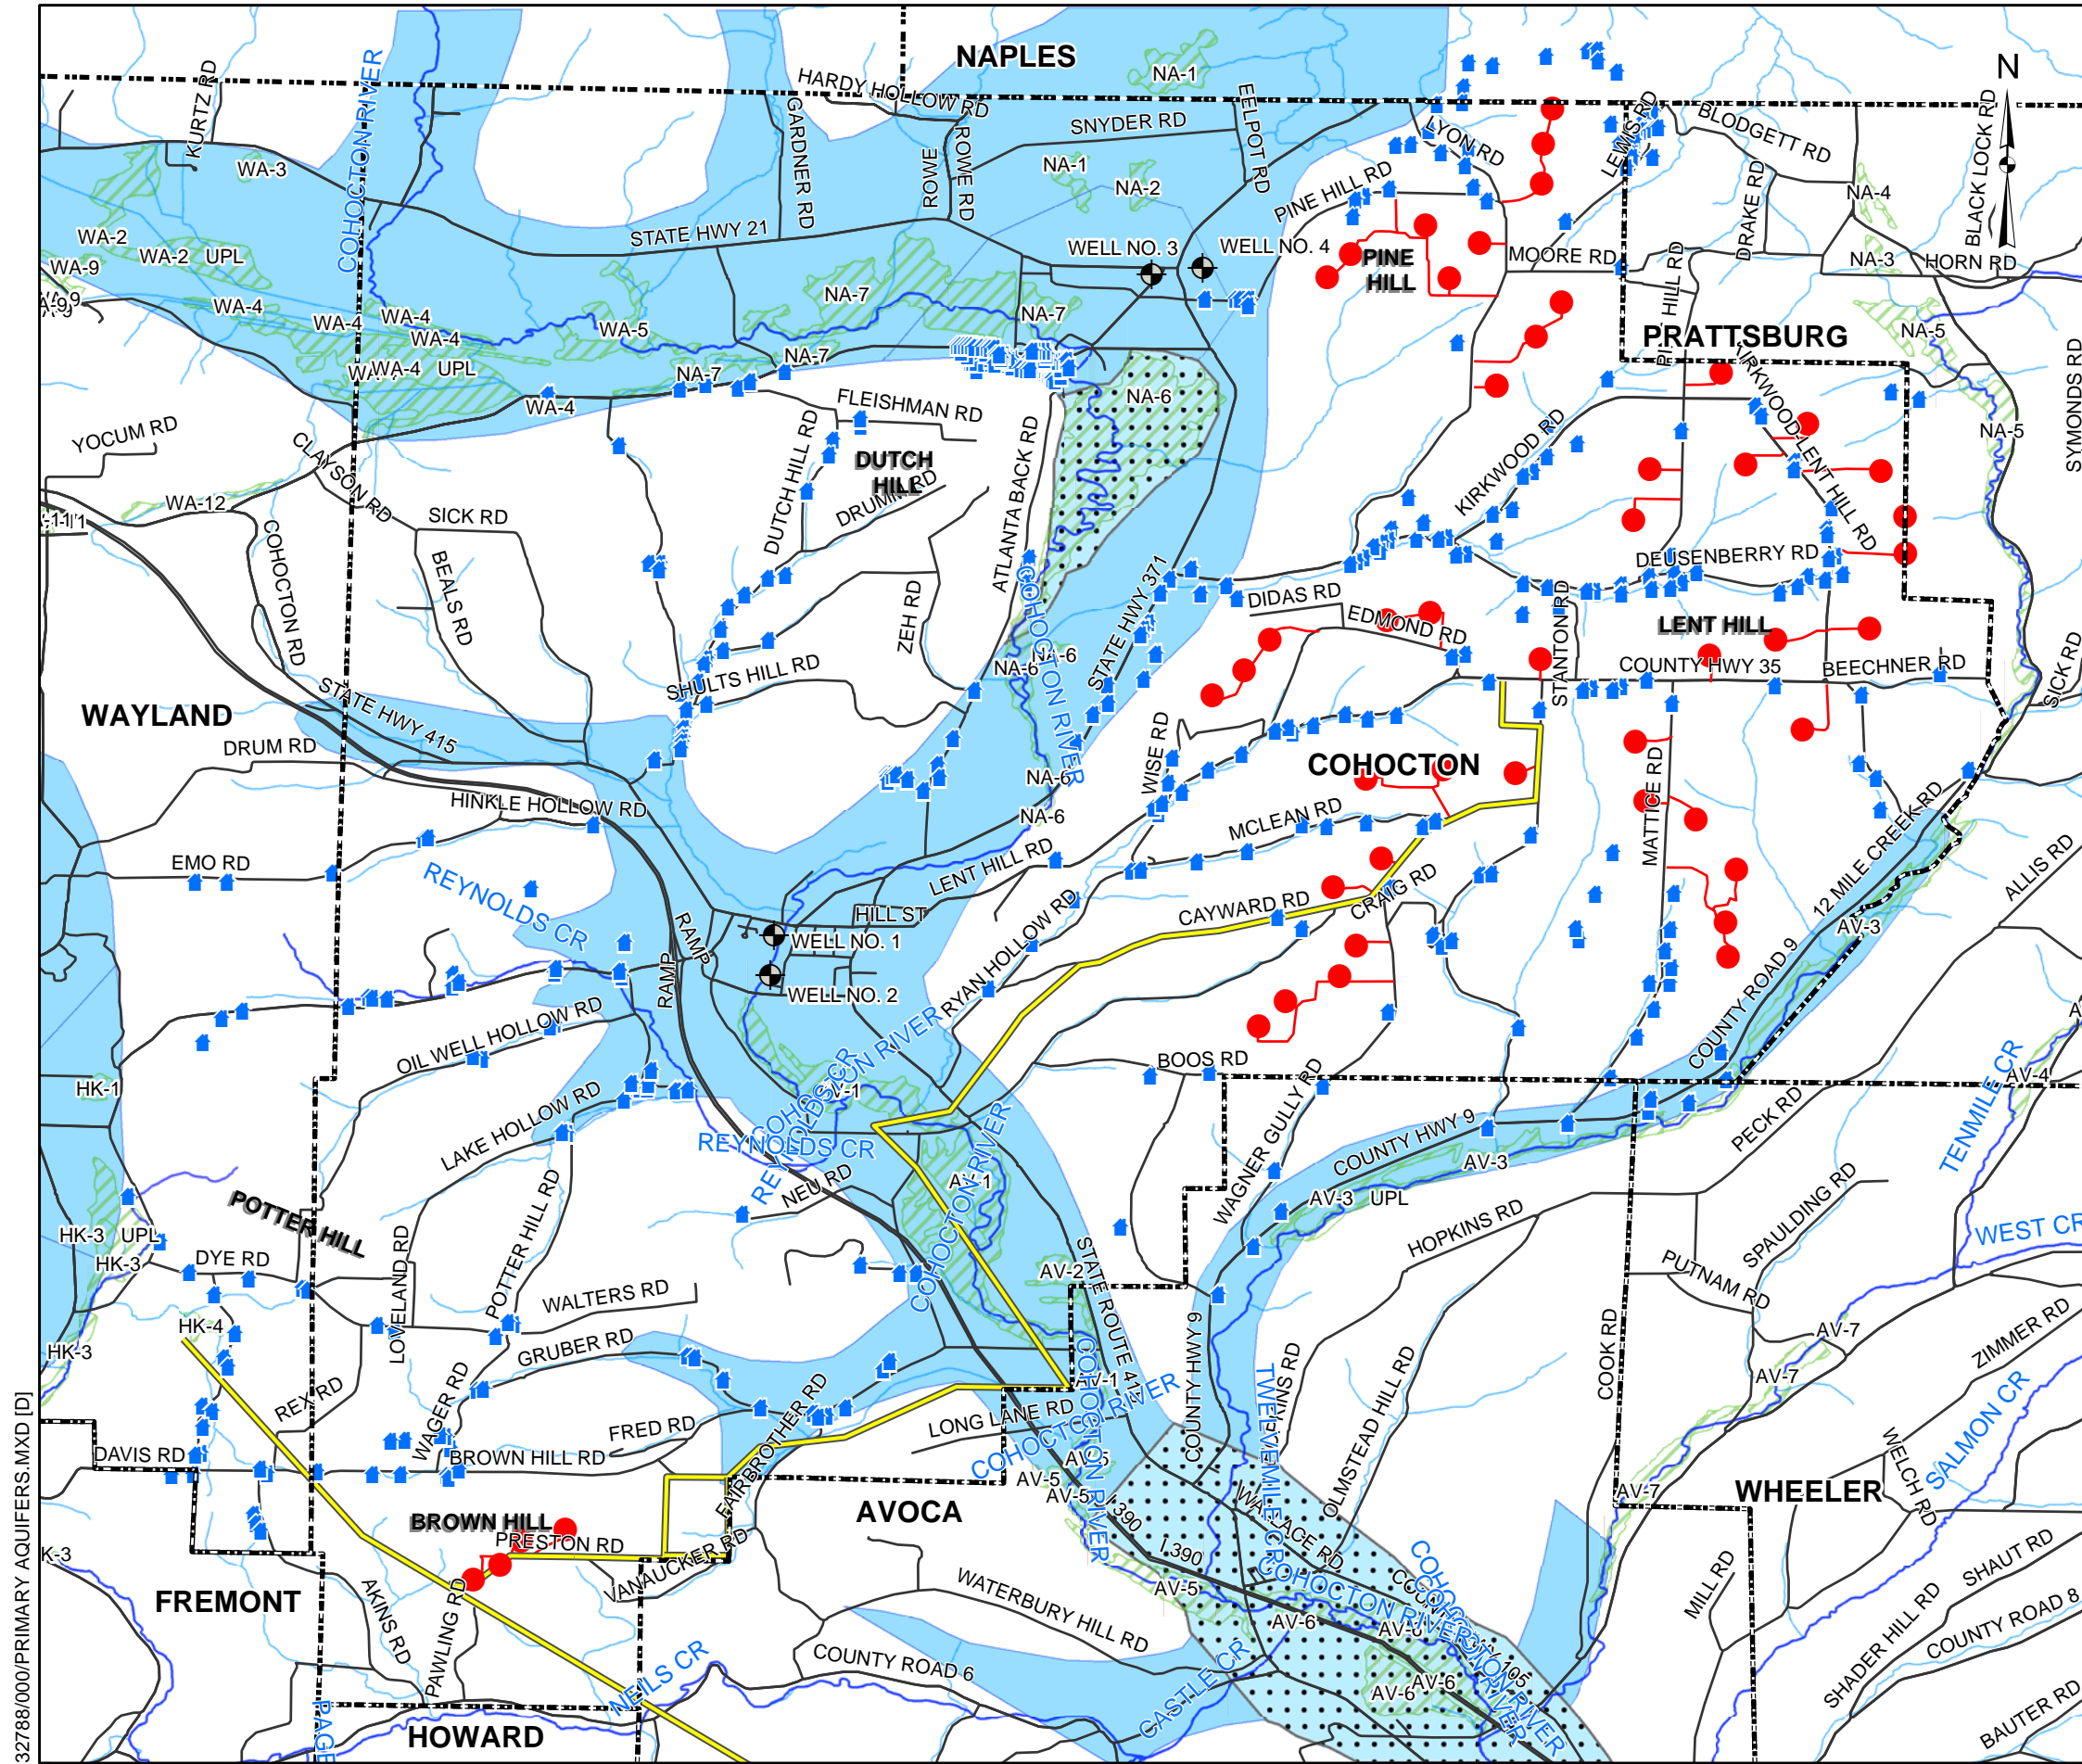 NAPLES
NA-1
N
KURTZ RD
HARDY HOLLOW RD
COHOCTON RIVER
GARDNER RD
ROWE
ROWE RD
SNYDER RD
EELPOT RD
LYON RD
LEWIS RD
BLODGETT RD
BLACK LOCK RD
WA-3
NA-1
NA-2
PINE HILL RD
DRAKE RD
NA-4
WA-2
WA-2 UPL
STATE HWY 21
WELL NO. 3
WELL NO. 4
PINE
HILL
MOORE RD
NA-3
HORN RD
WA-9
WA-4
WA-4
WA-4
WA-4
WA-5
NA-7
NA-7
PRATTSBURG
NA-5
WA-4 UPL
NA-7
NA-7
WA-4
NA-6
SYMONDS RD
YOCUM RD
CLAYSON RD
FLEISHMAN RD
DUTCH HILL RD
DUTCH
HILL
ATLANTA BACK RD
KIRKWOOD RD
KIRKWOOD-LENT HILL RD
NA-5
WA-12
SICK RD
COHOCTON RD
BEALS RD
ZEH RD
COHOCTON RIVER
STATE HWY 371
DIDAS RD
EDMOND RD
DEUSENBERRY RD
LENT HILL
STANTON RD
COUNTY HWY 35
BEECHNER RD
SICK RD
NA-6
NA-6
SHULTS HILL RD
WAYLAND
STATE HWY 415
DRUM RD
WISE RD
COHOCTON
MATTICE RD
NA-6
NA-6
HINKLE HOLLOW RD
MCLEAN RD
EMO RD
REYNOLDS CR
LENT HILL RD
HILL ST
CAYWARD RD
CRAIG RD
12 MILE CREEK RD
ALLIS RD
AV-3
RAMP
RAMP
WELL NO. 1
WELL NO. 2
RYAN HOLLOW RD
COUNTY ROAD 9
OIL WELL HOLLOW RD
BOOS RD
HK-1
LAKE HOLLOW RD
REYNOLDS CR
NEU RD
COHOCTON RIVER
AV-1
WAGNER GULLY RD
COUNTY HWY 9
AV-3
AV-3 UPL
PECK RD
AV-4
TENMILE CR
WEST CR
POTTER HILL
HK-3 UPL
HK-3
DYE RD
LOVELAND RD
POTTER HILL RD
HOPKINS RD
PUTNAM RD
SPAULDING RD
AV-2
STATE ROUTE 415
HK-4
HK-3
WALTERS RD
GRUBER RD
COUNTY HWY 9
OLMSTEAD HILL RD
COOK RD
AV-7
AV-7
ZIMMER RD
REX RD
WAGER RD
FAIRBROTHER RD
AV-1
LONG LANE RD
COHOCTON RIVER
COHOCTON RIVER
TWELVEMILE CR
FRED RD
BROWN HILL RD
DAVIS RD
AV-5
AV-5
AV-5
I 390
I 390
WALLACE RD
SALMON CR
WELCH RD
WHEELER
AV-7
AVOCA
BROWN HILL
PRESTON RD
VANAUCKER RD
FREMONT
AKINS RD
PAWLING RD
NEILS CR
WATERBURY HILL RD
COUNTY ROAD 6
CASTLE CR
AV-5
AV-6
AV-6
AV-6
COHOCTON RIVER
MILL RD
SHAUT RD
SHADER HILL RD
COUNTY ROAD 8
BAUTER RD
HOWARD
32788/000/PRIMARY AQUIFERS.MXD [D]